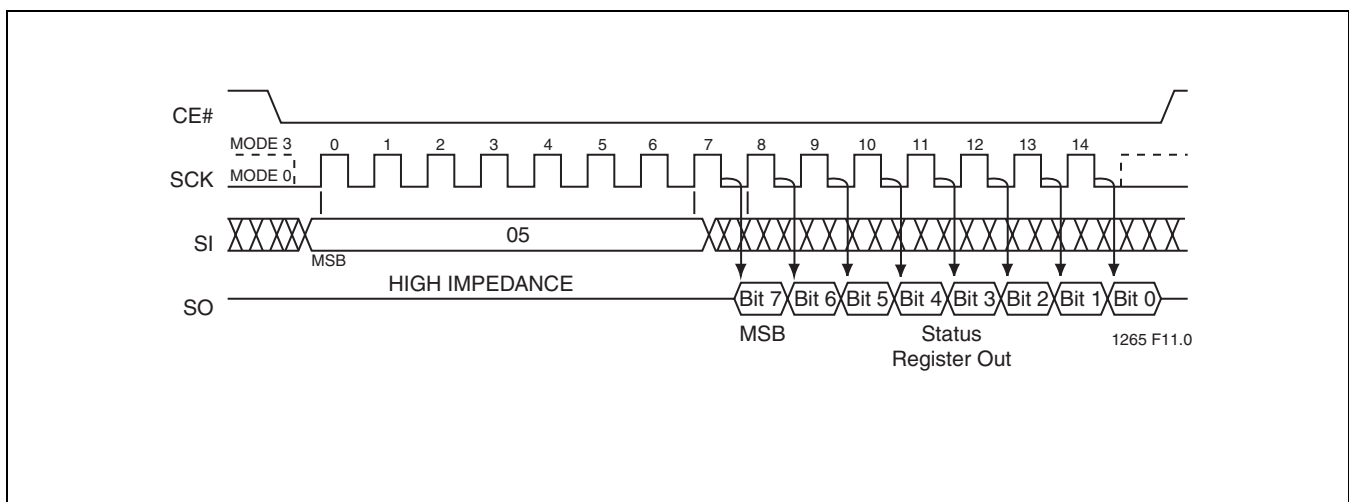 CE#
MODE 3
0 1 2 3 4 5 6 7 8 9 10 11 12 13 14
SCK
MODE 0
SI
05
MSB
HIGH IMPEDANCE
SO
Bit 7 Bit 6 Bit 5 Bit 4 Bit 3 Bit 2 Bit 1 Bit 0
MSB
Status
Register Out
1265 F11.0